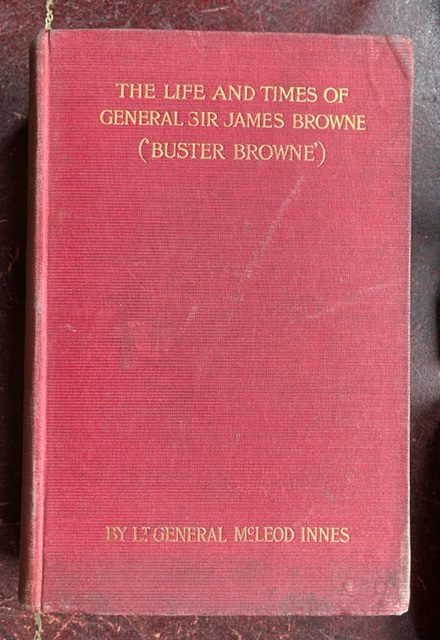 THE LIFE AND TIMES OF
GENERAL SIR JAMES BROWNE
('BUSTER BROWNE')
BY LT GENERAL MCLEOD INNES